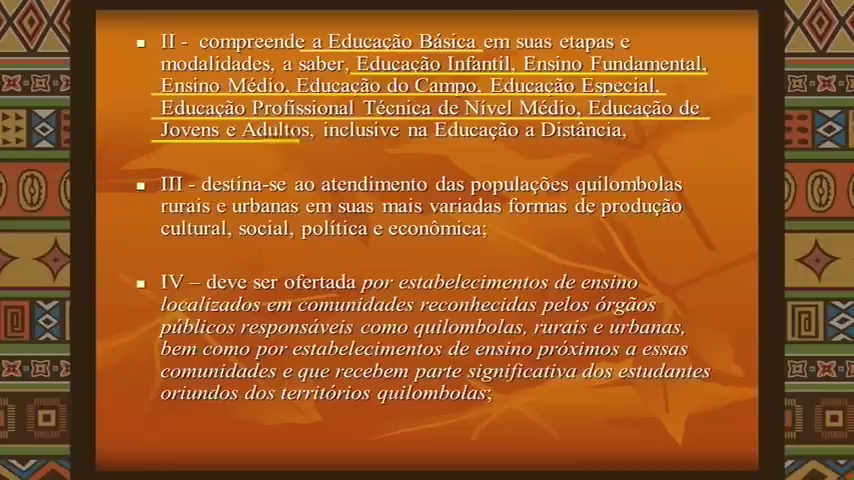 II - compreende a Educação Básica em suas etapas e
modalidades, a saber, Educação Infantil, Ensino Fundamental,
Ensino Médio, Educação do Campo, Educação Especial,
Educação Profissional Técnica de Nível Médio, Educação de
Jovens e Adultos, inclusive na Educação a Distância,
III - destina-se ao atendimento das populações quilombolas
rurais e urbanas em suas mais variadas formas de produção
cultural, social, política e econômica;
IV – deve ser ofertada por estabelecimentos de ensino
localizados em comunidades reconhecidas pelos órgãos
públicos responsáveis como quilombolas, rurais e urbanas,
bem como por estabelecimentos de ensino próximos a essas
comunidades e que recebem parte significativa dos estudantes
oriundos dos territórios quilombolas;